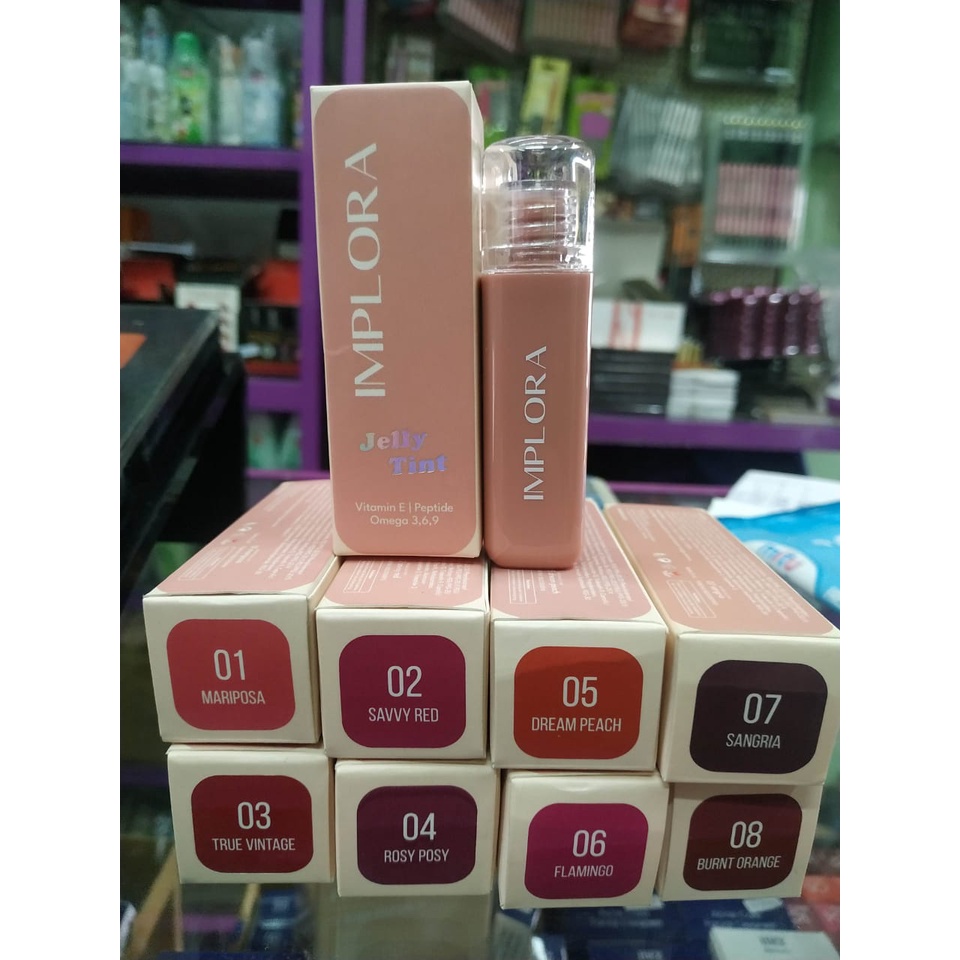 IMPLORA
Jelly
Tint
Vitamin E | Peptide
Omega 3,6,9
IMPLORA
01
MARIPOSA
02
SAVVY RED
05
DREAM PEACH
07
SANGRIA
03
TRUE VINTAGE
04
ROSY POSY
06
FLAMINGO
08
BURNT ORANGE